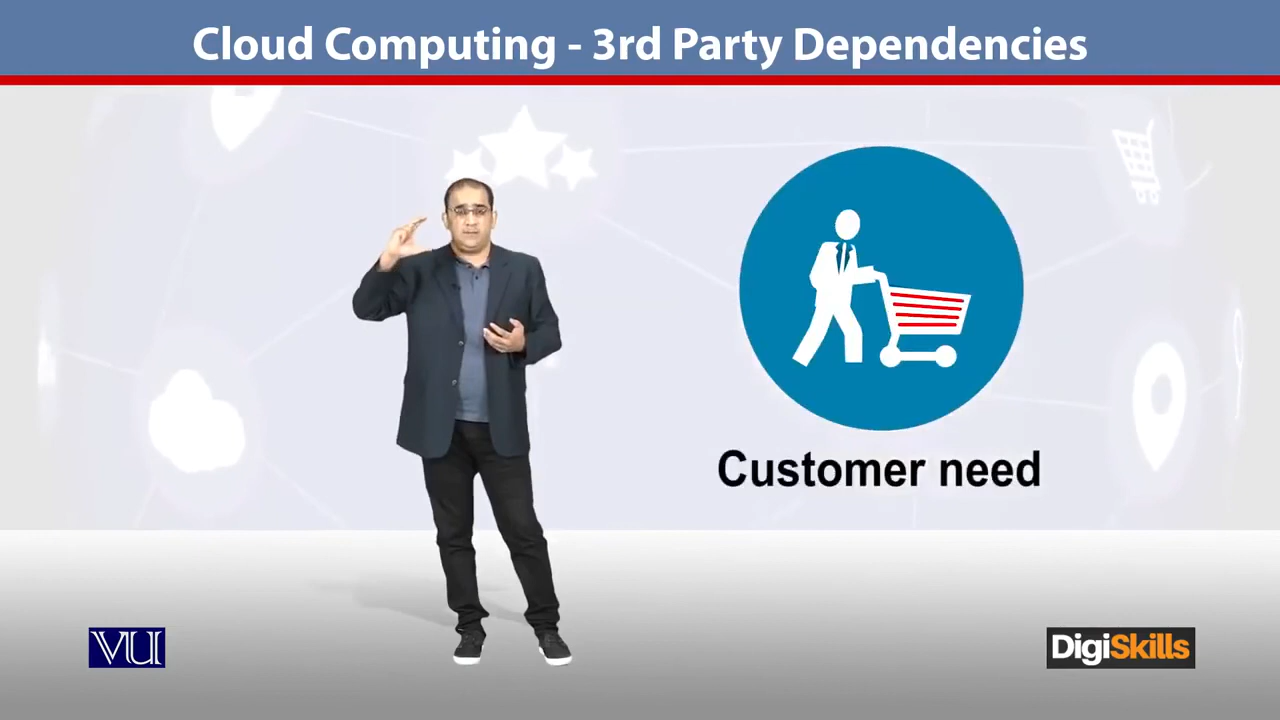 Cloud Computing - 3rd Party Dependencies
Customer need
VU
DigiSkills